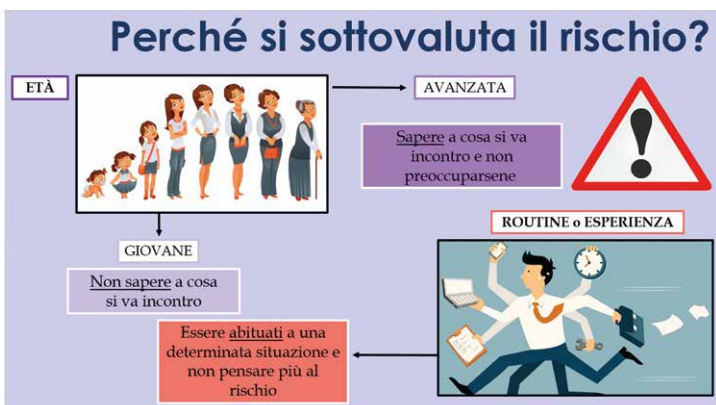 Perché si sottovaluta il rischio?
ETÀ
AVANZATA
Sapere a cosa si va
incontro e non
preoccuparsene
GIOVANE
Non sapere a cosa
si va incontro
ROUTINE o ESPERIENZA
Essere abituati a una
determinata situazione e
non pensare più al
rischio